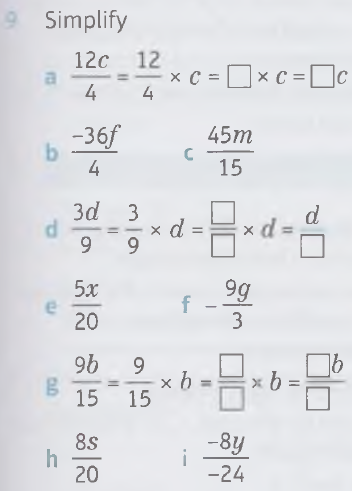 9 Simplify
a 12c/4 = 12/4 × c = □ × c = □c
b -36f/4 c 45m/15
d 3d/9 = 3/9 × d = □/□ × d = d/□
e 5x/20 f - 9g/3
g 9b/15 = 9/15 × b = □/□ × b = □b/□
h 8s/20 i -8y/-24